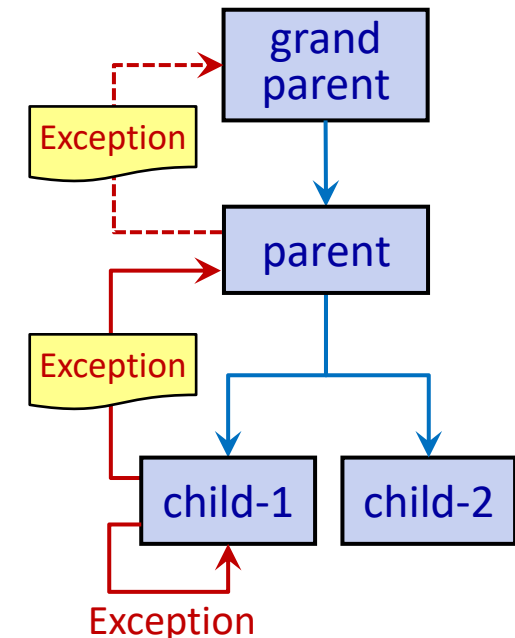 grand
parent
Exception
parent
Exception
child-1
child-2
Exception